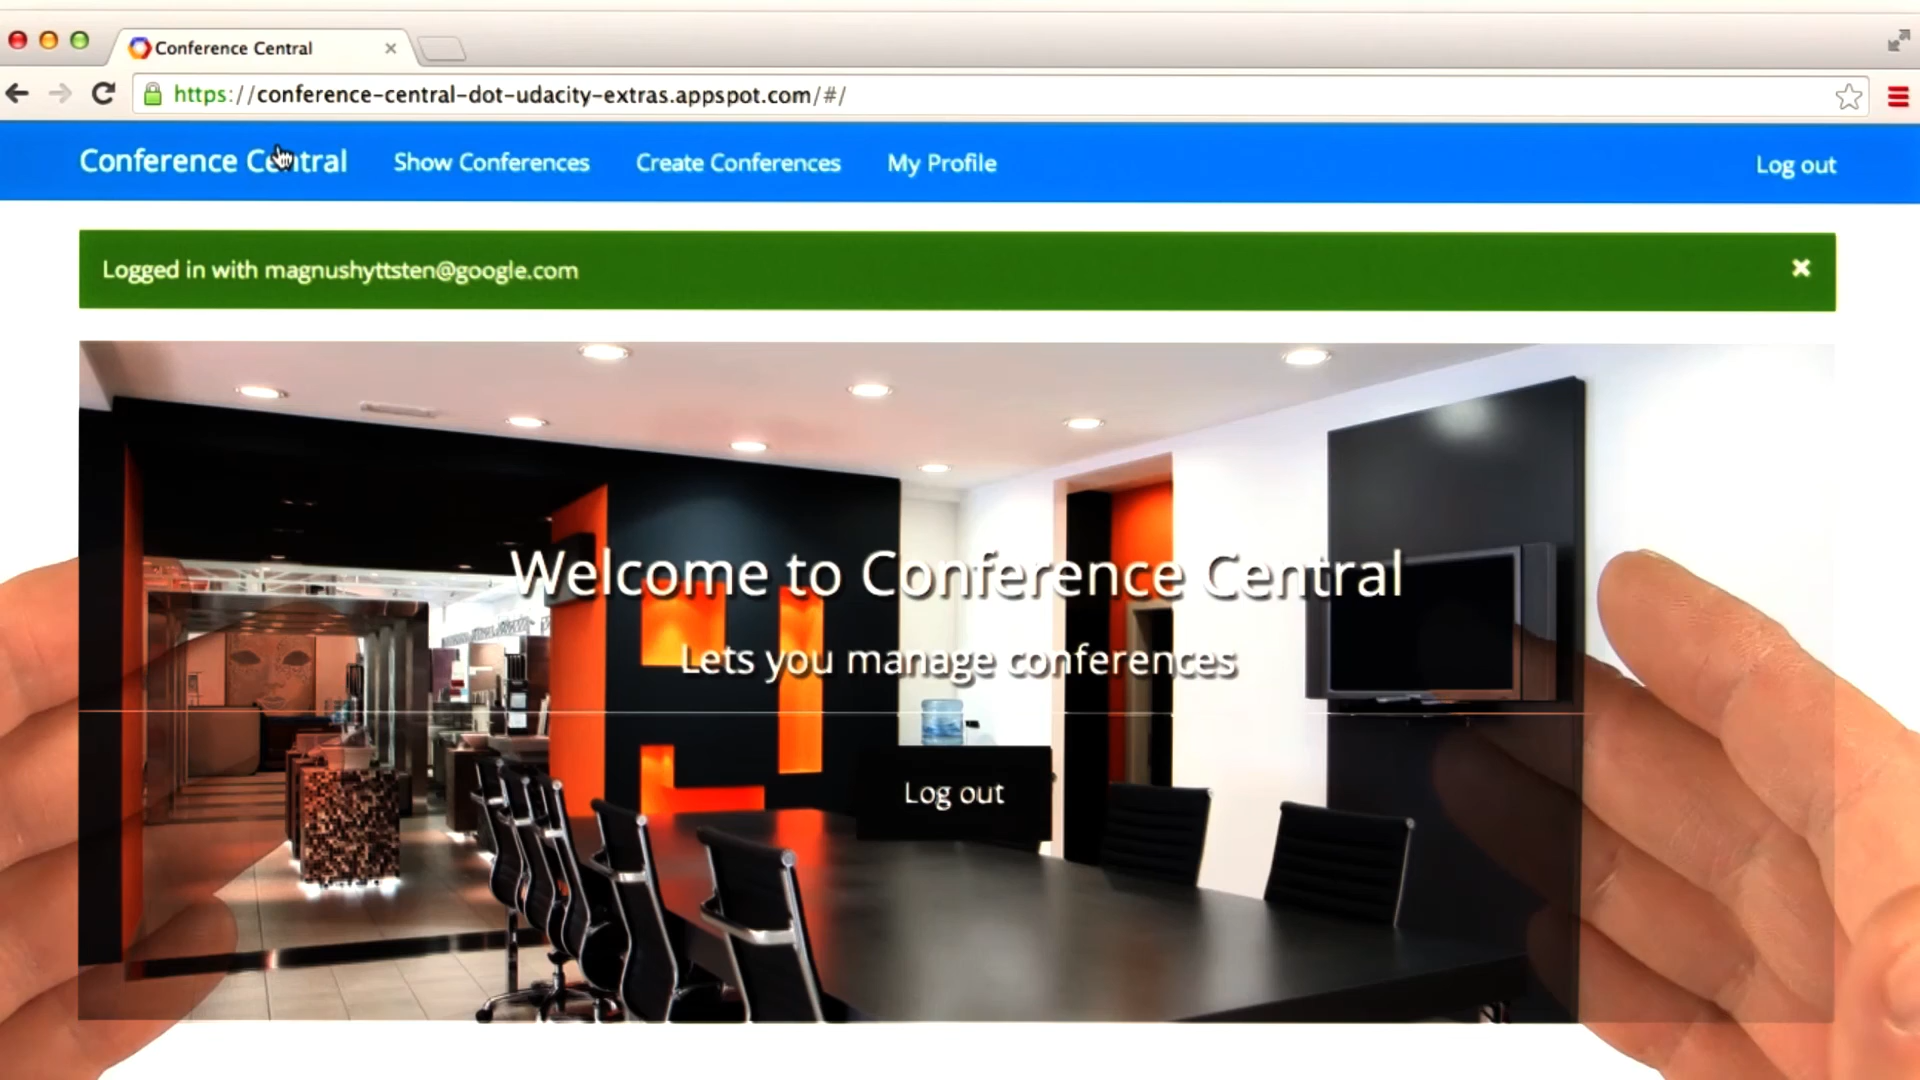 Conference Central
https://conference-central-dot-udacity-extras.appspot.com/#/
Conference Central Show Conferences Create Conferences My Profile Log out
Logged in with magnushyttsten@google.com
Welcome to Conference Central
Lets you manage conferences
Log out